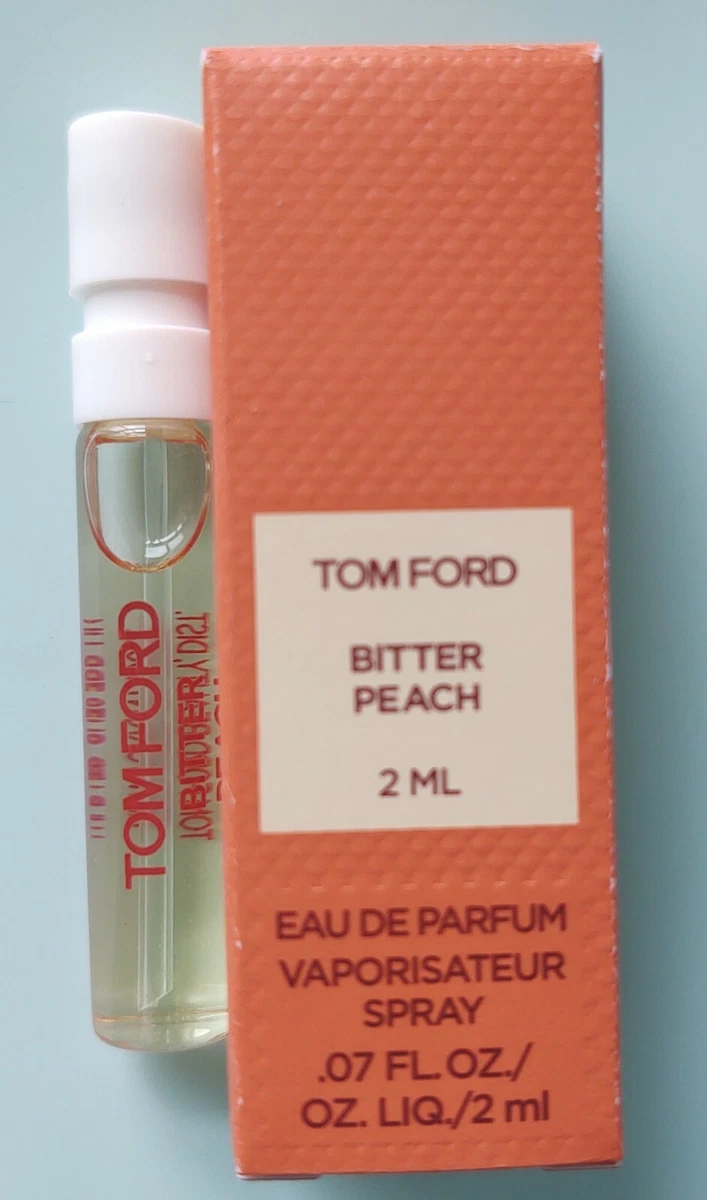 TOM FORD
BITTER
TOM FORD
BITTER
PEACH
2 ML
EAU DE PARFUM
VAPORISATEUR
SPRAY
.07 FL. OZ./
OZ. LIQ./2 ml